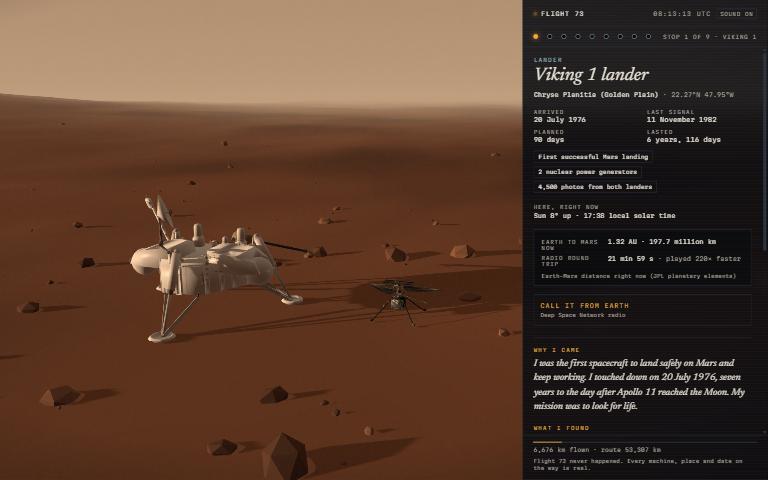 FLIGHT 73
08:13:13 UTC
SOUND ON
STOP 1 OF 9 · VIKING 1
LANDER
Viking 1 lander
Chryse Planitia (Golden Plain) · 22.27°N 47.95°W
ARRIVED
20 July 1976
LAST SIGNAL
11 November 1982
PLANNED
90 days
LASTED
6 years, 116 days
First successful Mars landing
2 nuclear power generators
4,500 photos from both landers
HERE, RIGHT NOW
Sun 8° up · 17:38 local solar time
EARTH TO MARS NOW
1.32 AU · 197.7 million km
RADIO ROUND TRIP
21 min 59 s · played 220× faster
Earth-Mars distance right now (JPL planetary elements)
CALL IT FROM EARTH
Deep Space Network radio
WHY I CAME
I was the first spacecraft to land safely on Mars and
keep working. I touched down on 20 July 1976, seven
years to the day after Apollo 11 reached the Moon. My
mission was to look for life.
WHAT I FOUND
6,676 km flown · route 53,307 km
Flight 73 never happened. Every machine, place and date on
the way is real.